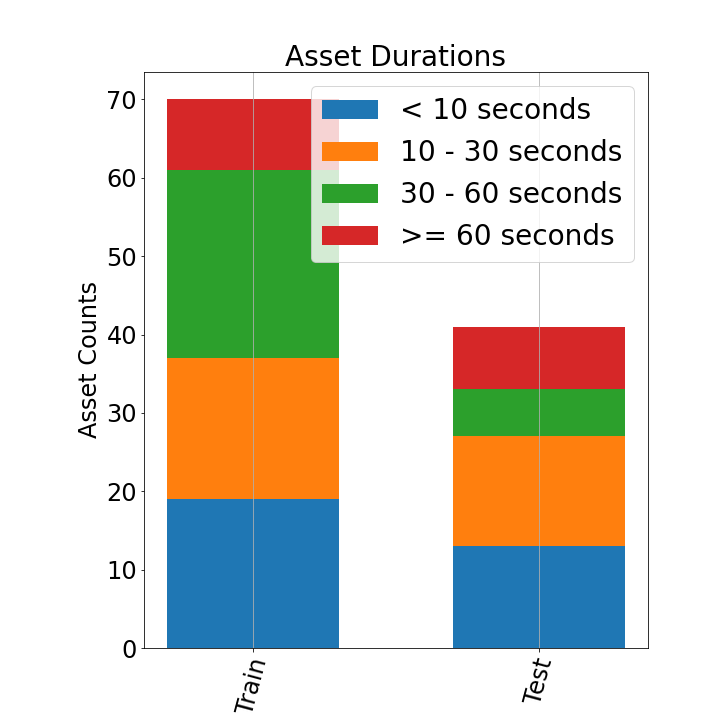 Asset Durations
70
60
50
40
30
20
10
0
Asset Counts
< 10 seconds
10 - 30 seconds
30 - 60 seconds
>= 60 seconds
Train
Test